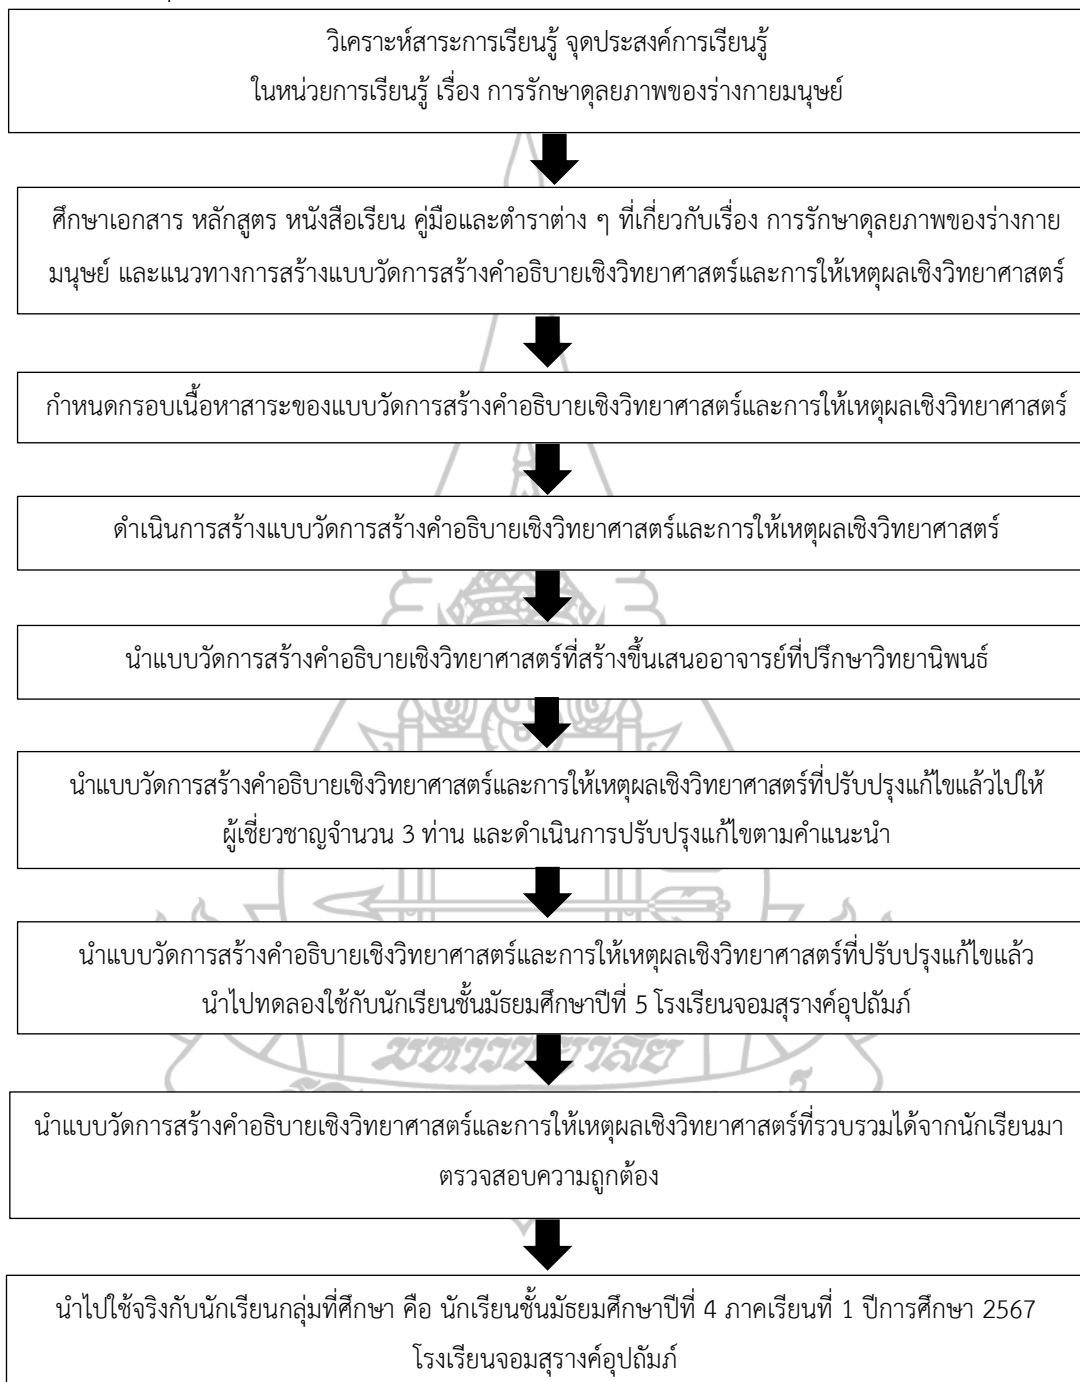 วิเคราะห์สาระการเรียนรู้ จุดประสงค์การเรียนรู้
ในหน่วยการเรียนรู้ เรื่อง การรักษาดุลยภาพของร่างกายมนุษย์
ศึกษาเอกสาร หลักสูตร หนังสือเรียน คู่มือและตำราต่าง ๆ ที่เกี่ยวกับเรื่อง การรักษาดุลยภาพของร่างกาย
มนุษย์ และแนวทางการสร้างแบบวัดการสร้างคำอธิบายเชิงวิทยาศาสตร์และการให้เหตุผลเชิงวิทยาศาสตร์
กำหนดกรอบเนื้อหาสาระของแบบวัดการสร้างคำอธิบายเชิงวิทยาศาสตร์และการให้เหตุผลเชิงวิทยาศาสตร์
ดำเนินการสร้างแบบวัดการสร้างคำอธิบายเชิงวิทยาศาสตร์และการให้เหตุผลเชิงวิทยาศาสตร์
นำแบบวัดการสร้างคำอธิบายเชิงวิทยาศาสตร์ที่สร้างขึ้นเสนออาจารย์ที่ปรึกษาวิทยานิพนธ์
นำแบบวัดการสร้างคำอธิบายเชิงวิทยาศาสตร์และการให้เหตุผลเชิงวิทยาศาสตร์ที่ปรับปรุงแก้ไขแล้วไปให้
ผู้เชี่ยวชาญจำนวน 3 ท่าน และดำเนินการปรับปรุงแก้ไขตามคำแนะนำ
นำแบบวัดการสร้างคำอธิบายเชิงวิทยาศาสตร์และการให้เหตุผลเชิงวิทยาศาสตร์ที่ปรับปรุงแก้ไขแล้ว
นำไปทดลองใช้กับนักเรียนชั้นมัธยมศึกษาปีที่ 5 โรงเรียนจอมสุรางค์อุปถัมภ์
นำแบบวัดการสร้างคำอธิบายเชิงวิทยาศาสตร์และการให้เหตุผลเชิงวิทยาศาสตร์ที่รวบรวมได้จากนักเรียนมา
ตรวจสอบความถูกต้อง
นำไปใช้จริงกับนักเรียนกลุ่มที่ศึกษา คือ นักเรียนชั้นมัธยมศึกษาปีที่ 4 ภาคเรียนที่ 1 ปีการศึกษา 2567
โรงเรียนจอมสุรางค์อุปถัมภ์